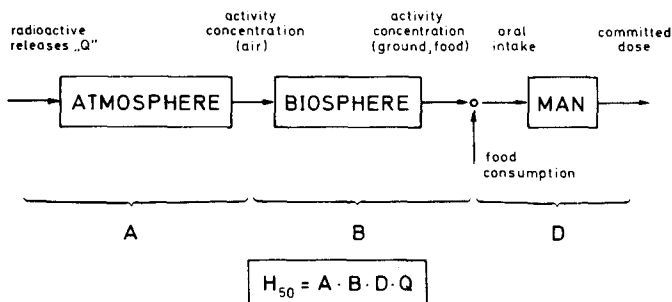 radioactive
releases „Q"
activity
concentration
(air)
activity
concentration
(ground, food)
oral
intake
committed
dose
ATMOSPHERE
BIOSPHERE
MAN
food
consumption
A
B
D
H₅₀ = A · B · D · Q